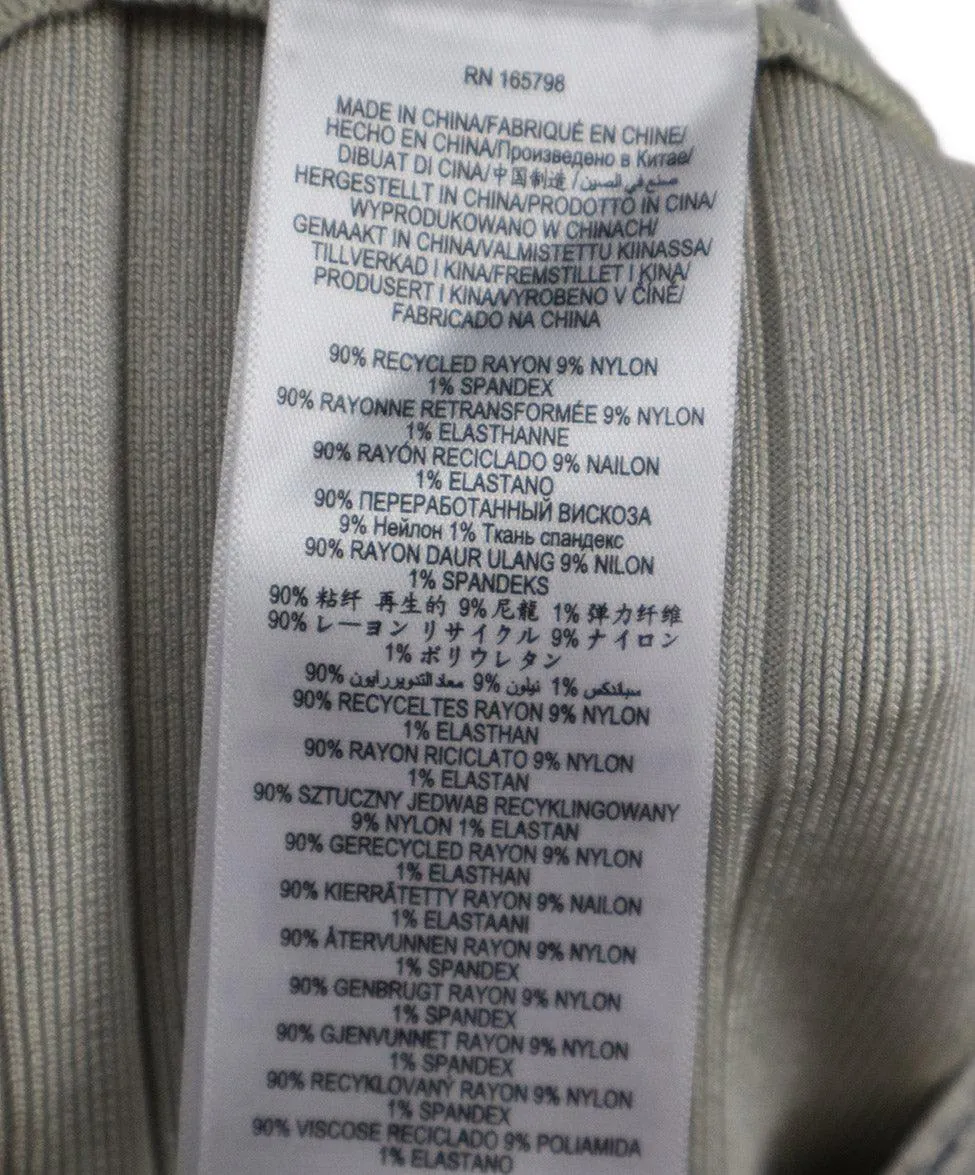 RN 165798
MADE IN CHINA/FABRIQUÉ EN CHINE/
HECHO EN CHINA/Произведено в Китае/
DIBUAT DI CINA/中国制造/صنع في الصين/
HERGESTELLT IN CHINA/PRODOTTO IN CINA/
WYPRODUKOWANO W CHINACH/
GEMAAKT IN CHINA/VALMISTETTU KIINASSA/
TILLVERKAD I KINA/FREMSTILLET I KINA/
PRODUSERT I KINA/VYROBENO V ČÍNĚ/
FABRICADO NA CHINA
90% RECYCLED RAYON 9% NYLON
1% SPANDEX
90% RAYONNE RETRANSFORMÉE 9% NYLON
1% ELASTHANNE
90% RAYÓN RECICLADO 9% NAILON
1% ELASTANO
90% ПЕРЕРАБОТАННЫЙ ВИСКОЗА
9% Нейлон 1% Ткань спандекс
90% RAYON DAUR ULANG 9% NILON
1% SPANDEKS
90% 粘纤 再生的 9% 尼龍 1% 弹力纤维
90% レーヨン リサイクル 9% ナイロン
1% ポリウレタン
90% معاد التدوير رايون 9% نيلون 1% سباندكس
90% RECYCELTES RAYON 9% NYLON
1% ELASTHAN
90% RAYON RICICLATO 9% NYLON
1% ELASTAN
90% SZTUCZNY JEDWAB RECYKLINGOWANY
9% NYLON 1% ELASTAN
90% GERECYCLED RAYON 9% NYLON
1% ELASTHAN
90% KIERRÄTETTY RAYON 9% NAILON
1% ELASTAANI
90% ÅTERVUNNEN RAYON 9% NYLON
1% SPANDEX
90% GENBRUGT RAYON 9% NYLON
1% SPANDEX
90% GJENVUNNET RAYON 9% NYLON
1% SPANDEX
90% RECYKLOVANÝ RAYON 9% NYLON
1% SPANDEX
90% VISCOSE RECICLADO 9% POLIAMIDA
1% ELASTANO